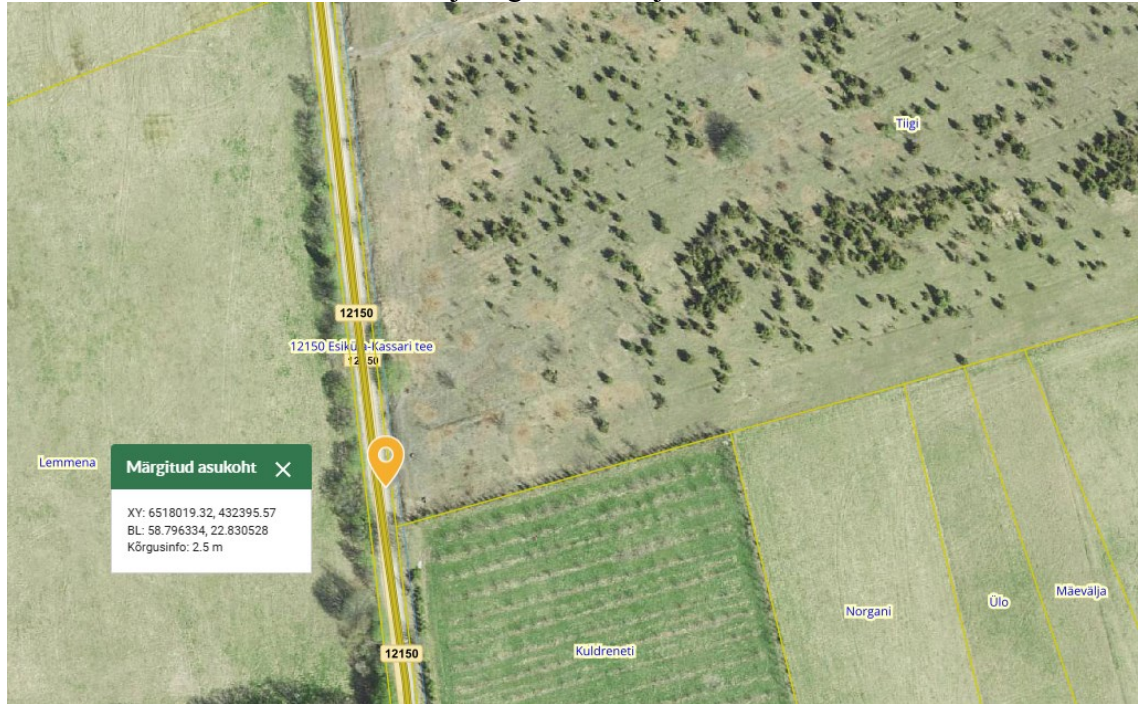 Tiigi
12150
12150 Esiküla-Kassari tee
12150
Lemmena
Märgitud asukoht
XY: 6518019.32, 432395.57
BL: 58.796334, 22.830528
Kõrgusinfo: 2.5 m
Mäevälja
Ülo
Norgani
Kuldreneti
12150